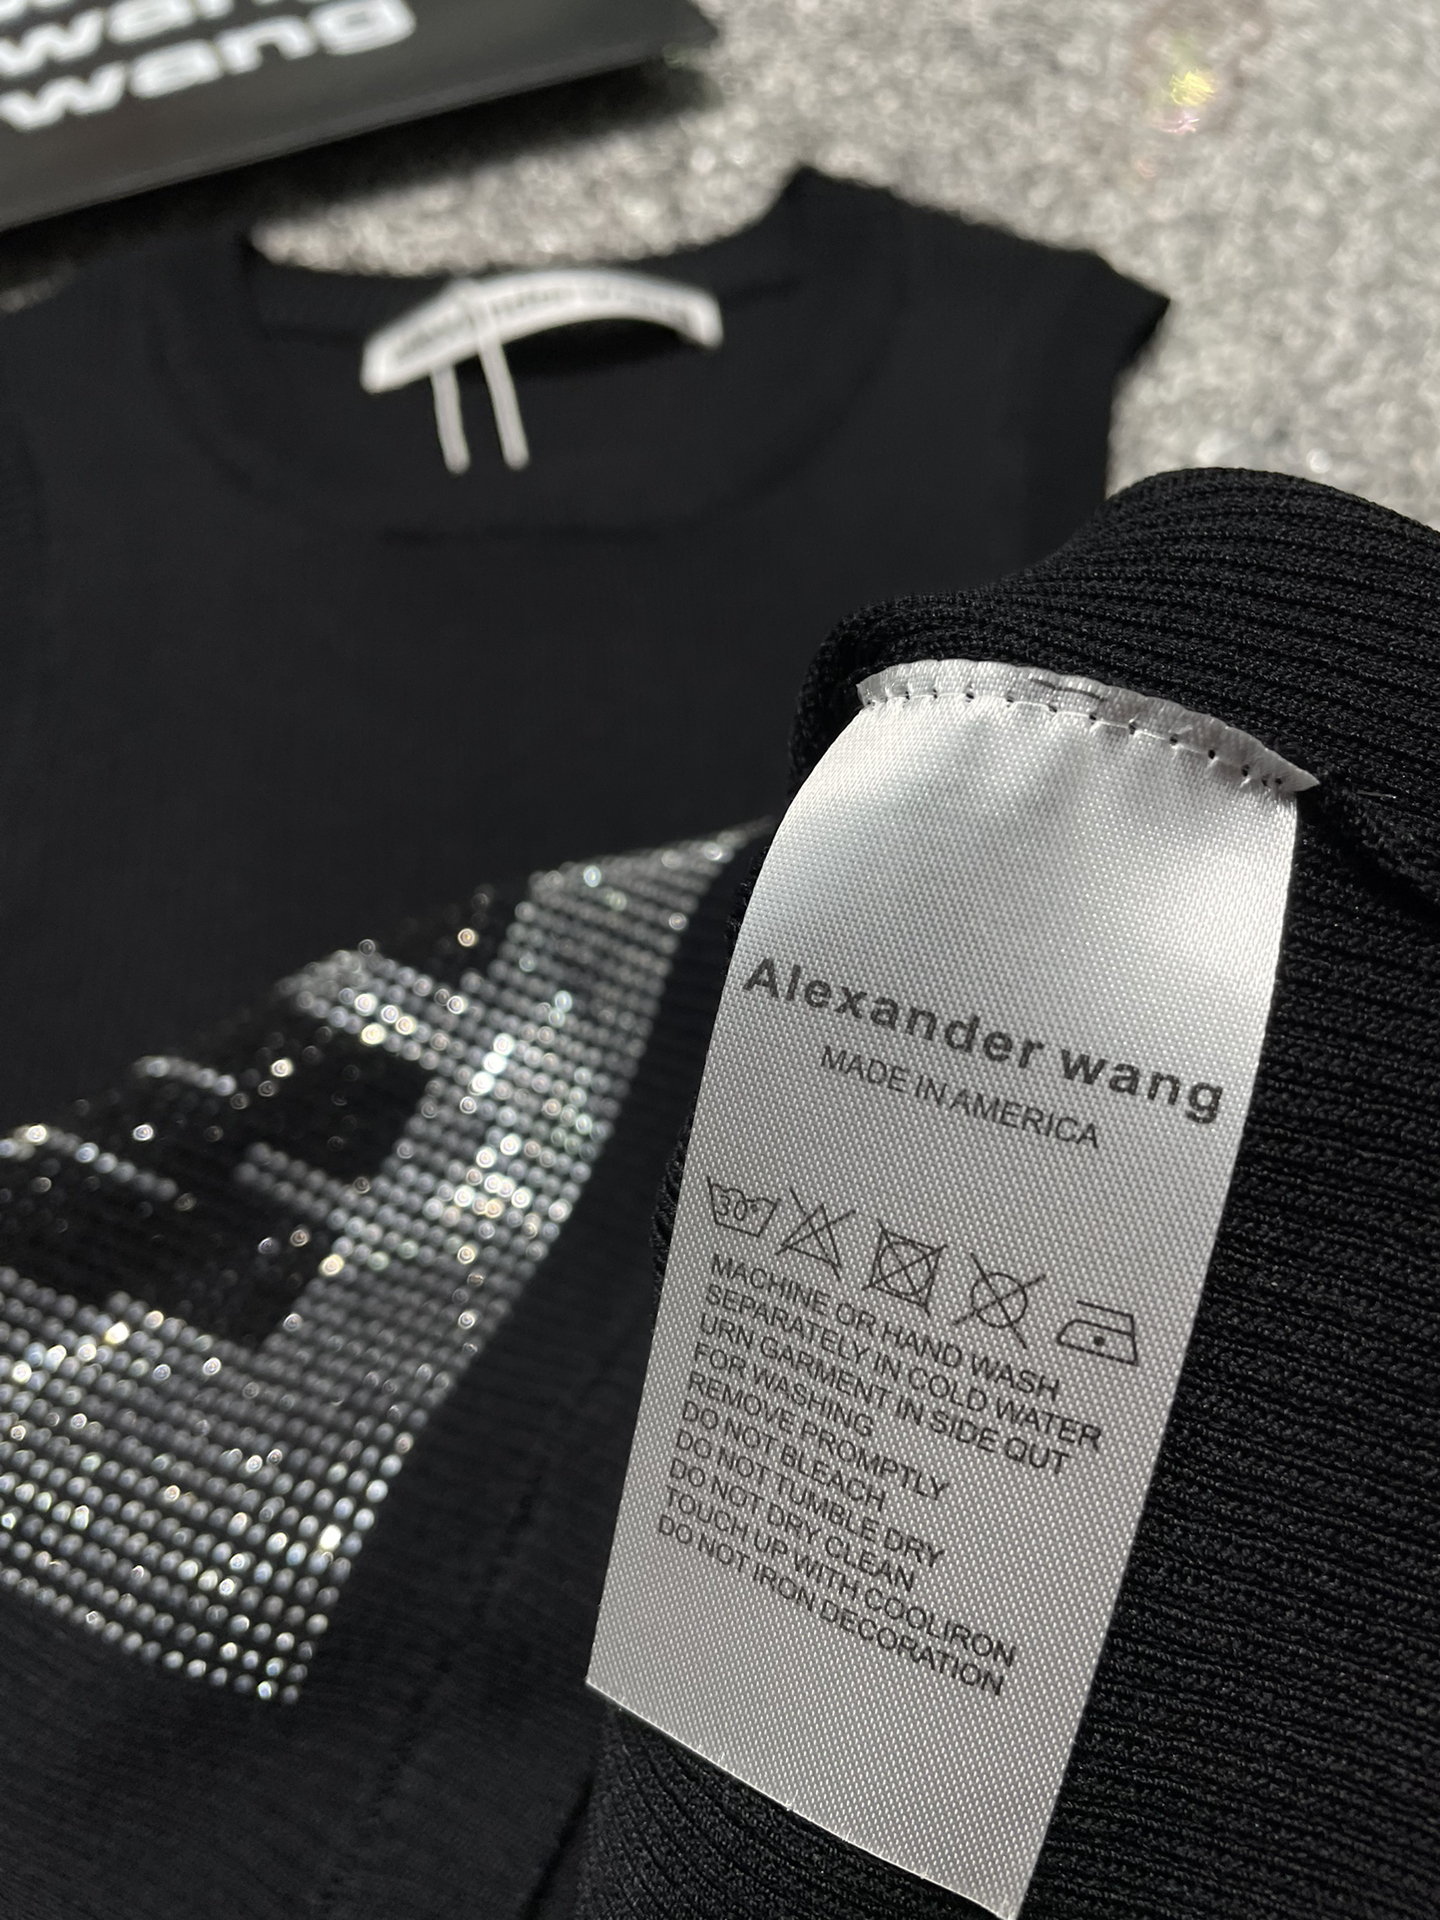 wang
wang
Alexander wang
MADE IN AMERICA
30°
MACHINE OR HAND WASH
SEPARATELY IN COLD WATER
URN GARMENT IN SIDE QUT
FOR WASHING
REMOVE PROMPTLY
DO NOT BLEACH
DO NOT TUMBLE DRY
DO NOT DRY CLEAN
TOUCH UP WITH COOLIRON
DO NOT IRON DECORATION